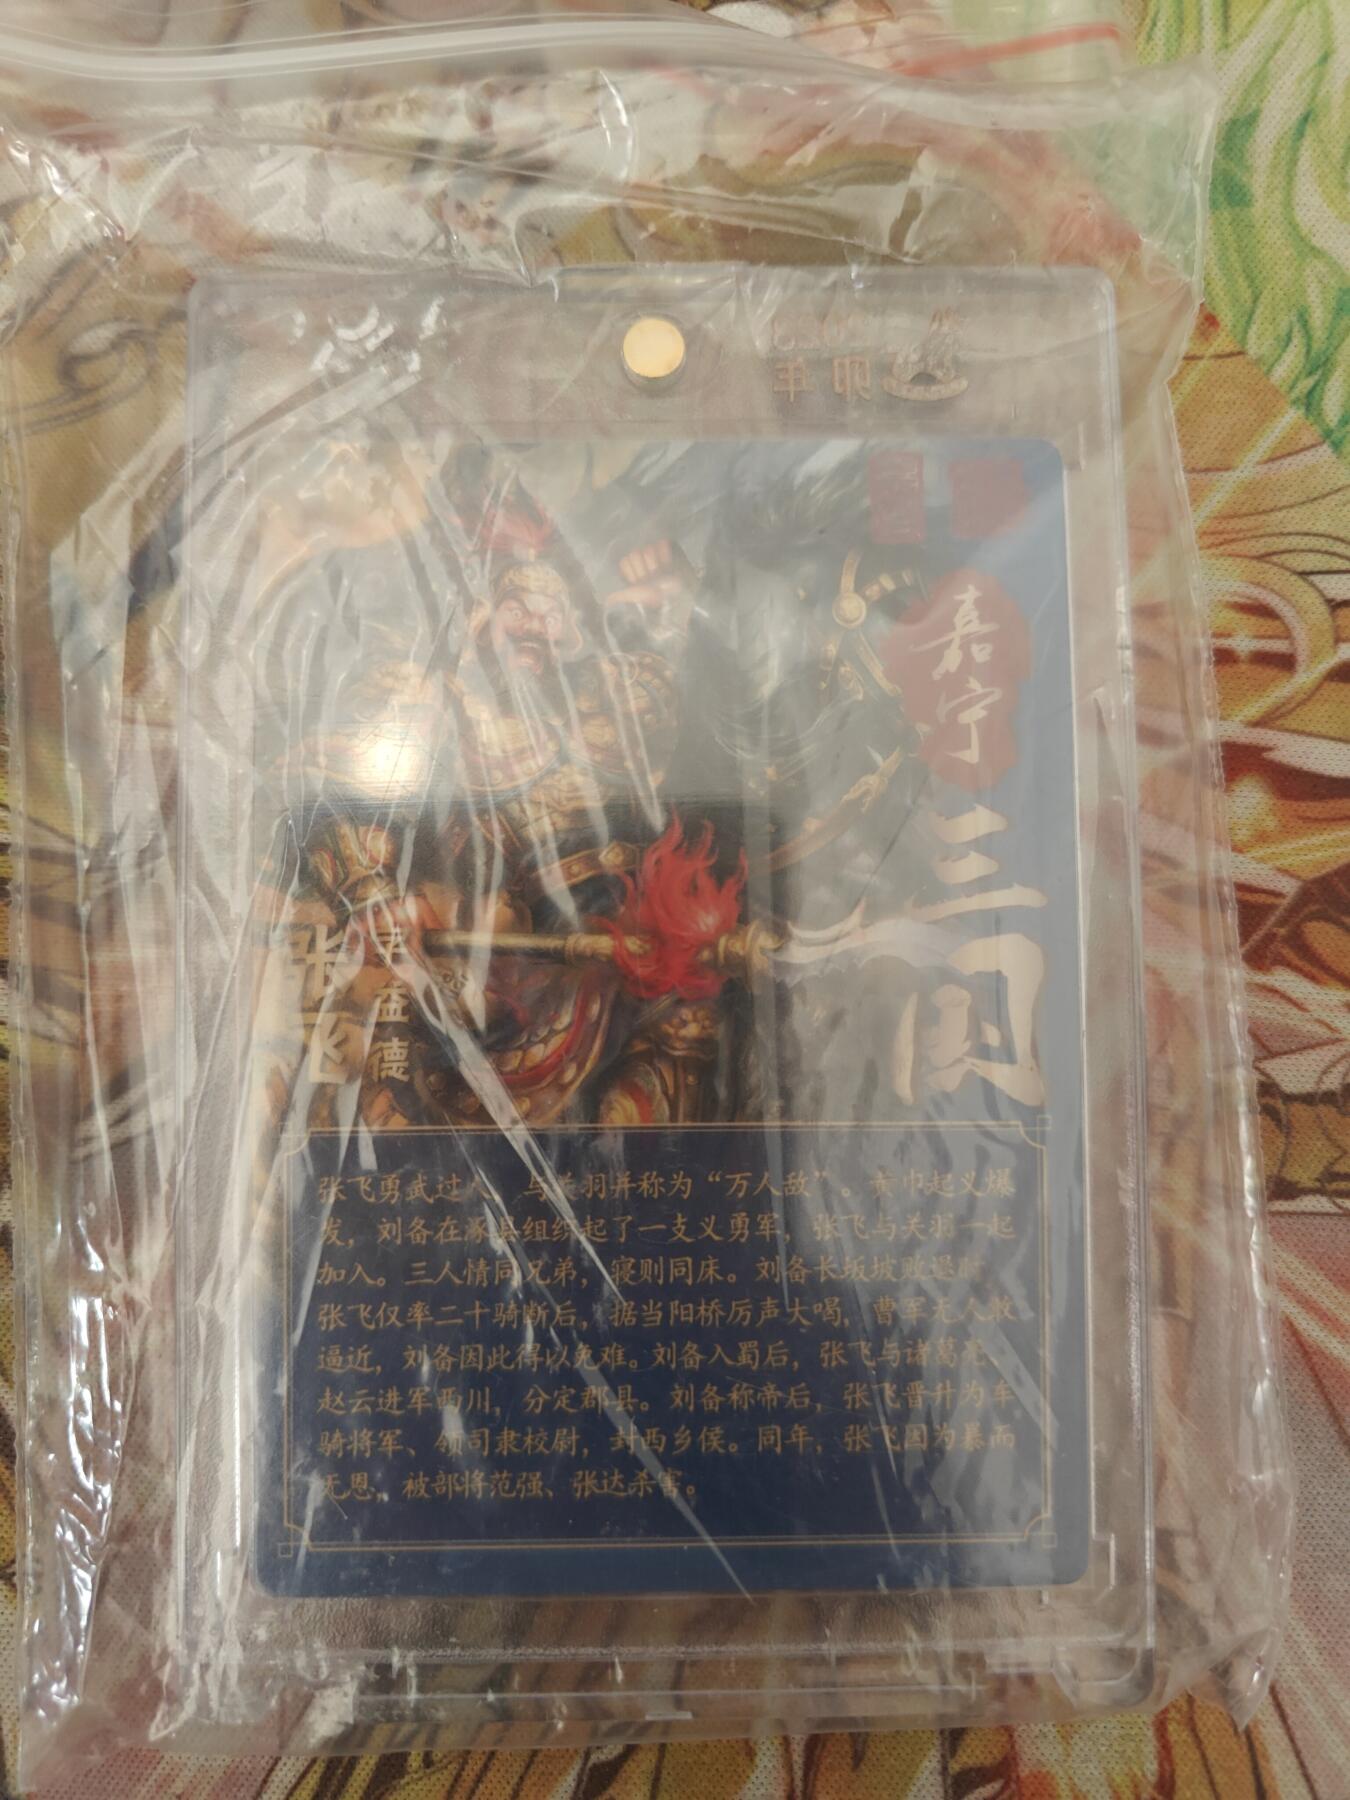 嘉宁
三国
张飞
益德
张飞勇武过人，与关羽并称为“万人敌”。黄巾起义爆
发，刘备在涿县组织起了一支义勇军，张飞与关羽一起
加入。三人情同兄弟，寝则同床。刘备长坂坡败退时，
张飞仅率二十骑断后，据当阳桥厉声大喝，曹军无人敢
逼近，刘备因此得以免难。刘备入蜀后，张飞与诸葛亮、
赵云进军西川，分定郡县。刘备称帝后，张飞晋升为车
骑将军、领司隶校尉，封西乡侯。同年，张飞因为暴而
无恩，被部将范强、张达杀害。